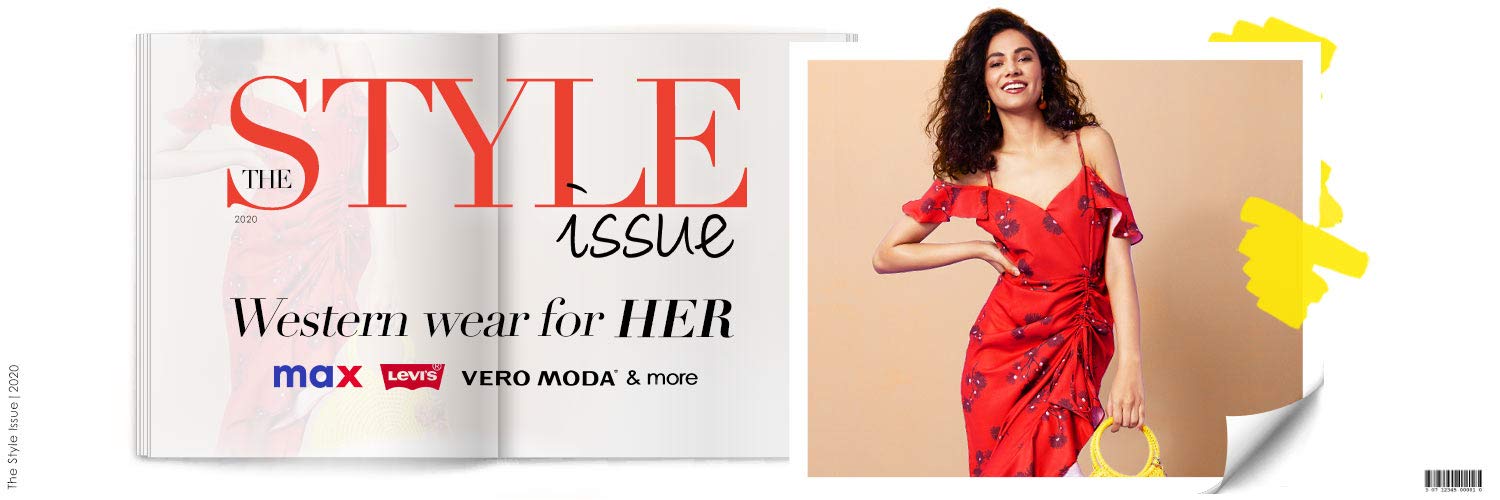 THE STYLE
2020
issue
Western wear for HER
max LEVI'S® VERO MODA® & more
The Style Issue | 2020